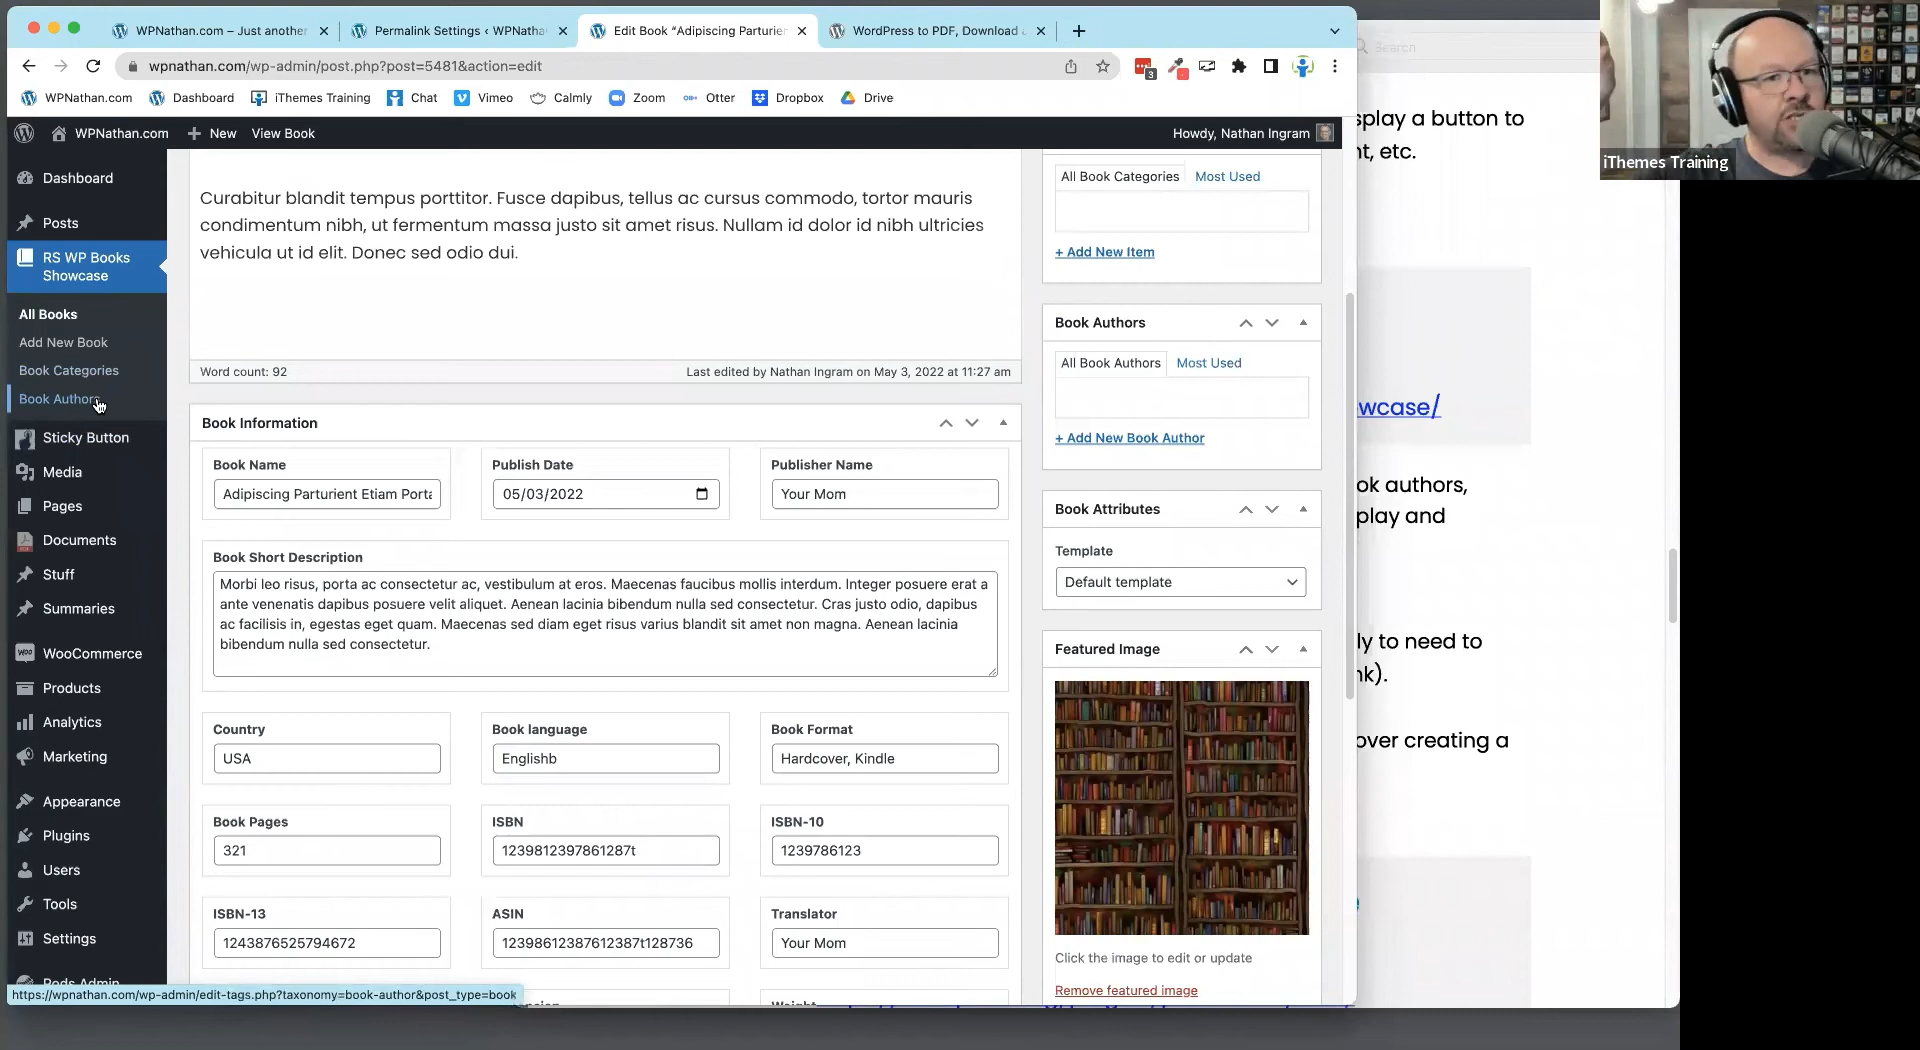 WPNathan.com – Just another
Permalink Settings ‹ WPNatha
Edit Book “Adipiscing Parturier
WordPress to PDF, Download
wpnathan.com/wp-admin/post.php?post=5481&action=edit
3
WPNathan.com
Dashboard
iThemes Training
Chat
Vimeo
Calmly
Zoom
Otter
Dropbox
Drive
WPNathan.com
New
View Book
Howdy, Nathan Ingram
Search
iThemes Training
splay a button to
nt, etc.
wcase/
ok authors,
play and
ly to need to
nk).
over creating a
Dashboard
Posts
RS WP Books
Showcase
All Books
Add New Book
Book Categories
Book Authors
Sticky Button
Media
Pages
Documents
Stuff
Summaries
WooCommerce
Products
Analytics
Marketing
Appearance
Plugins
Users
Tools
Settings
Pods Admin
https://wpnathan.com/wp-admin/edit-tags.php?taxonomy=book-author&post_type=book
Curabitur blandit tempus porttitor. Fusce dapibus, tellus ac cursus commodo, tortor mauris
condimentum nibh, ut fermentum massa justo sit amet risus. Nullam id dolor id nibh ultricies
vehicula ut id elit. Donec sed odio dui.
Word count: 92
Last edited by Nathan Ingram on May 3, 2022 at 11:27 am
Book Information
Book Name
Publish Date
Publisher Name
Adipiscing Parturient Etiam Porta
05/03/2022
Your Mom
Book Short Description
Morbi leo risus, porta ac consectetur ac, vestibulum at eros. Maecenas faucibus mollis interdum. Integer posuere erat a
ante venenatis dapibus posuere velit aliquet. Aenean lacinia bibendum nulla sed consectetur. Cras justo odio, dapibus
ac facilisis in, egestas eget quam. Maecenas sed diam eget risus varius blandit sit amet non magna. Aenean lacinia
bibendum nulla sed consectetur.
Country
Book language
Book Format
USA
Englishb
Hardcover, Kindle
Book Pages
ISBN
ISBN-10
321
1239812397861287t
1239786123
ISBN-13
ASIN
Translator
1243876525794672
12398612387612387t128736
Your Mom
Weight
All Book Categories
Most Used
+ Add New Item
Book Authors
All Book Authors
Most Used
+ Add New Book Author
Book Attributes
Template
Default template
Featured Image
Click the image to edit or update
Remove featured image